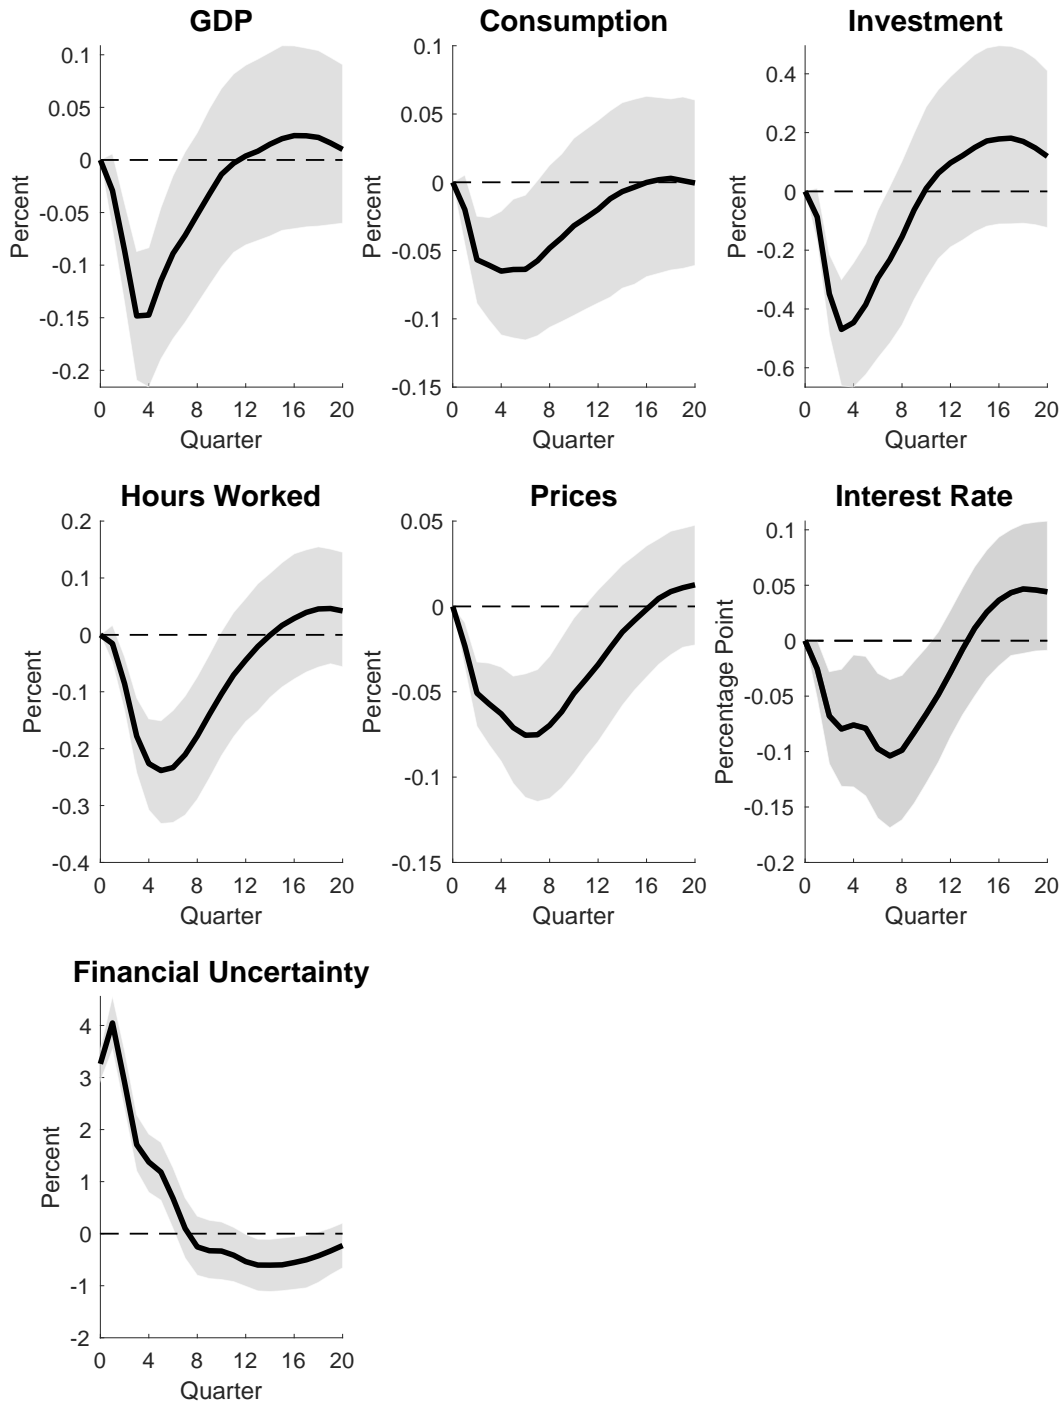 GDP
Percent
0.1
0.05
0
-0.05
-0.1
-0.15
-0.2
0 4 8 12 16 20
Quarter
Consumption
Percent
0.1
0.05
0
-0.05
-0.1
-0.15
0 4 8 12 16 20
Quarter
Investment
Percent
0.4
0.2
0
-0.2
-0.4
-0.6
0 4 8 12 16 20
Quarter
Hours Worked
Percent
0.2
0.1
0
-0.1
-0.2
-0.3
-0.4
0 4 8 12 16 20
Quarter
Prices
Percent
0.05
0
-0.05
-0.1
-0.15
0 4 8 12 16 20
Quarter
Interest Rate
Percentage Point
0.1
0.05
0
-0.05
-0.1
-0.15
-0.2
0 4 8 12 16 20
Quarter
Financial Uncertainty
Percent
4
3
2
1
0
-1
-2
0 4 8 12 16 20
Quarter